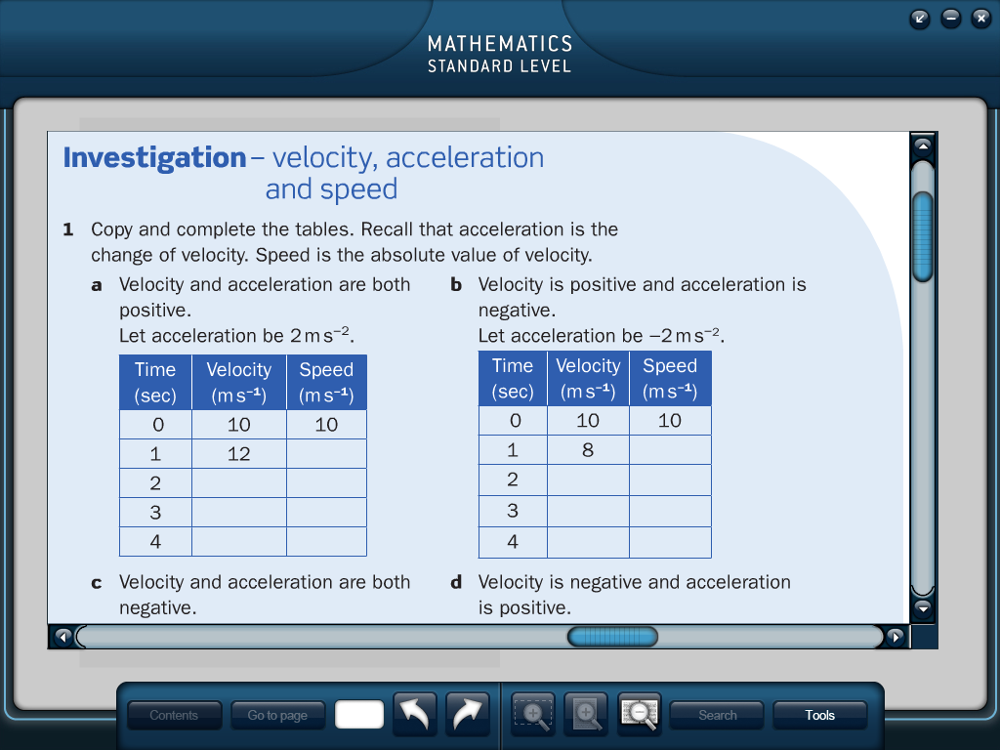 MATHEMATICS
STANDARD LEVEL
Investigation – velocity, acceleration
and speed
1 Copy and complete the tables. Recall that acceleration is the
change of velocity. Speed is the absolute value of velocity.
a Velocity and acceleration are both
positive.
Let acceleration be 2 m s⁻².
Time Velocity Speed
(sec) (m s⁻¹) (m s⁻¹)
0 10 10
1 12
2
3
4
b Velocity is positive and acceleration is
negative.
Let acceleration be −2 m s⁻².
Time Velocity Speed
(sec) (m s⁻¹) (m s⁻¹)
0 10 10
1 8
2
3
4
c Velocity and acceleration are both
negative.
d Velocity is negative and acceleration
is positive.
Contents Go to page Search Tools